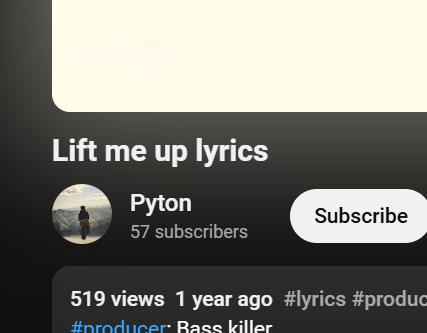 Lift me up lyrics
Pyton
57 subscribers
Subscribe
519 views 1 year ago #lyrics #produc
#producer: Bass killer